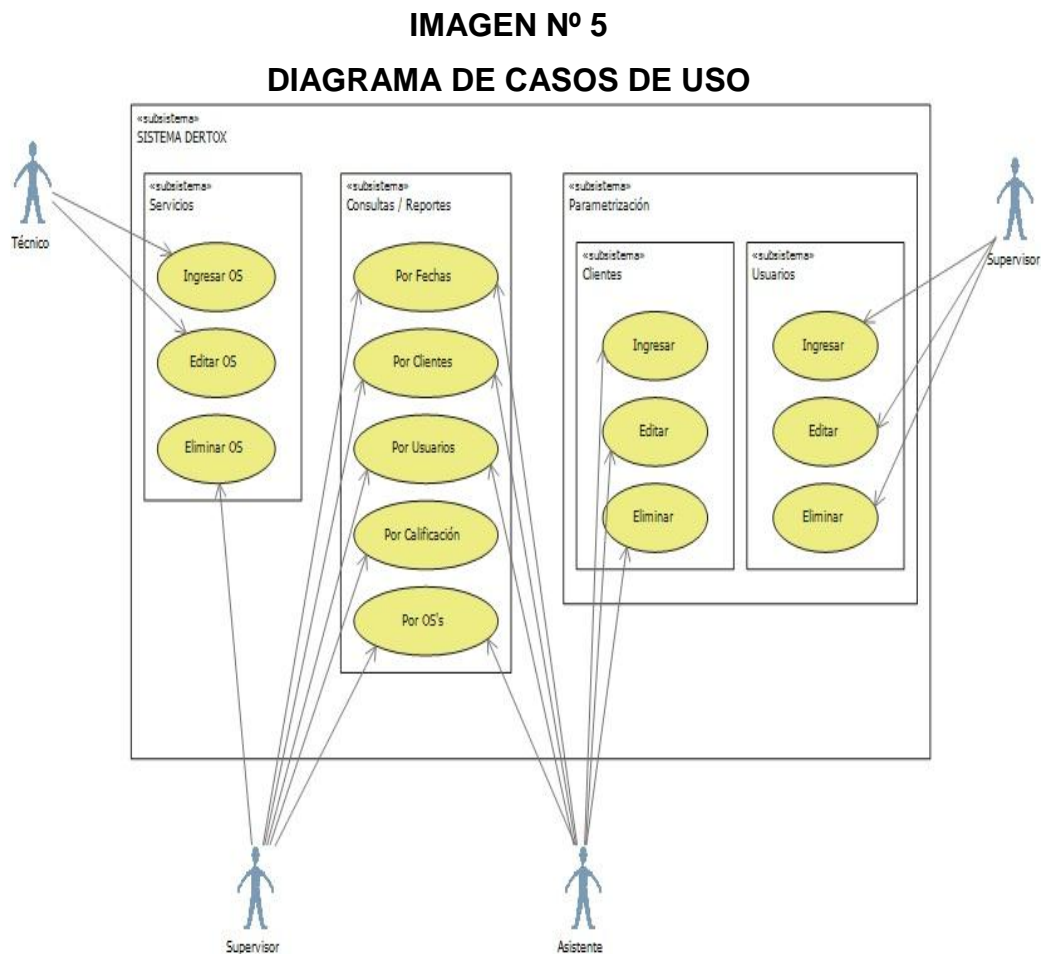 IMAGEN Nº 5
DIAGRAMA DE CASOS DE USO
«subsistema»
SISTEMA DERTOX
«subsistema»
Servicios
Ingresar OS
Editar OS
Eliminar OS
«subsistema»
Consultas / Reportes
Por Fechas
Por Clientes
Por Usuarios
Por Calificación
Por OS's
«subsistema»
Parametrización
«subsistema»
Clientes
Ingresar
Editar
Eliminar
«subsistema»
Usuarios
Ingresar
Editar
Eliminar
Técnico
Supervisor
Supervisor
Asistente